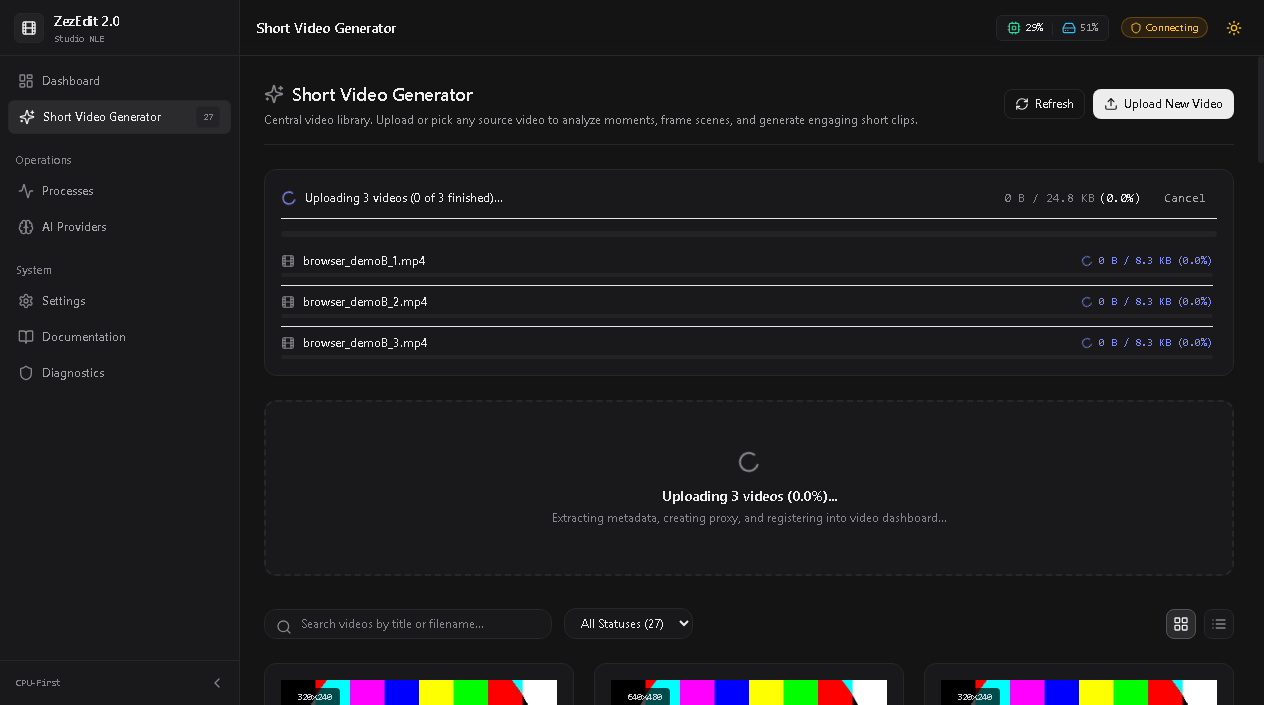 ZezEdit 2.0
Studio NLE
Short Video Generator
29% 51%
Connecting
Dashboard
Short Video Generator 27
Operations
Processes
AI Providers
System
Settings
Documentation
Diagnostics
CPU-First
Short Video Generator
Central video library. Upload or pick any source video to analyze moments, frame scenes, and generate engaging short clips.
Refresh
Upload New Video
Uploading 3 videos (0 of 3 finished)... 0 B / 24.8 KB (0.0%) Cancel
browser_demoB_1.mp4 0 B / 8.3 KB (0.0%)
browser_demoB_2.mp4 0 B / 8.3 KB (0.0%)
browser_demoB_3.mp4 0 B / 8.3 KB (0.0%)
Uploading 3 videos (0.0%)...
Extracting metadata, creating proxy, and registering into video dashboard...
Search videos by title or filename...
All Statuses (27)
320x240 640x480 320x240